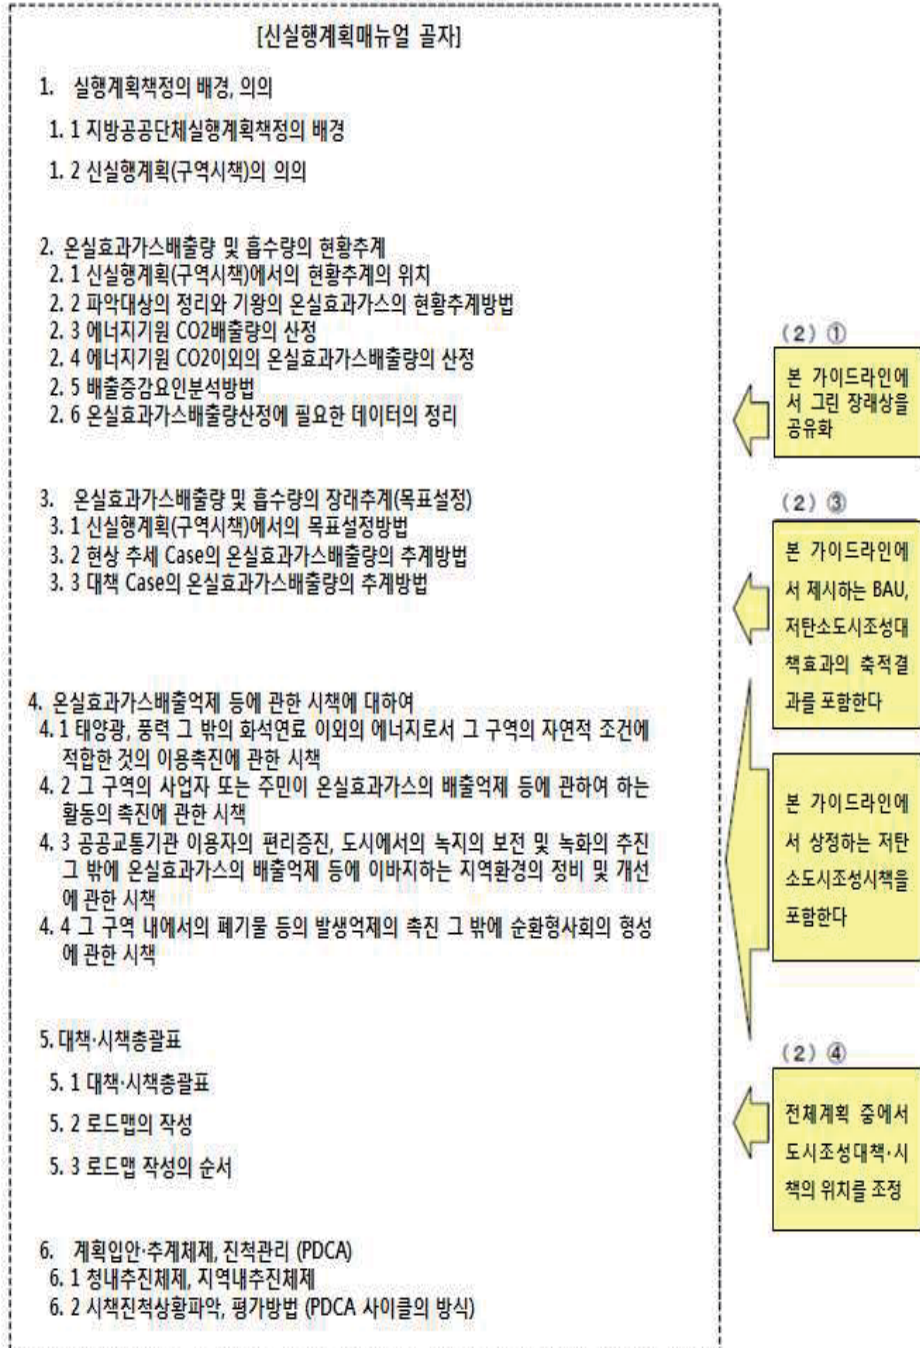 [신실행계획매뉴얼 골자]
1. 실행계획책정의 배경, 의의
1. 1 지방공공단체실행계획책정의 배경
1. 2 신실행계획(구역시책)의 의의
2. 온실효과가스배출량 및 흡수량의 현황추계
2. 1 신실행계획(구역시책)에서의 현황추계의 위치
2. 2 파악대상의 정리와 기왕의 온실효과가스의 현황추계방법
2. 3 에너지기원 CO2배출량의 산정
2. 4 에너지기원 CO2이외의 온실효과가스배출량의 산정
2. 5 배출증감요인분석방법
2. 6 온실효과가스배출량산정에 필요한 데이터의 정리
3. 온실효과가스배출량 및 흡수량의 장래추계(목표설정)
3. 1 신실행계획(구역시책)에서의 목표설정방법
3. 2 현상 추세 Case의 온실효과가스배출량의 추계방법
3. 3 대책 Case의 온실효과가스배출량의 추계방법
4. 온실효과가스배출억제 등에 관한 시책에 대하여
4. 1 태양광, 풍력 그 밖의 화석연료 이외의 에너지로서 그 구역의 자연적 조건에
적합한 것의 이용촉진에 관한 시책
4. 2 그 구역의 사업자 또는 주민이 온실효과가스의 배출억제 등에 관하여 하는
활동의 촉진에 관한 시책
4. 3 공공교통기관 이용자의 편리증진, 도시에서의 녹지의 보전 및 녹화의 추진
그 밖에 온실효과가스의 배출억제 등에 이바지하는 지역환경의 정비 및 개선
에 관한 시책
4. 4 그 구역 내에서의 폐기물 등의 발생억제의 촉진 그 밖에 순환형사회의 형성
에 관한 시책
5. 대책·시책총괄표
5. 1 대책·시책총괄표
5. 2 로드맵의 작성
5. 3 로드맵 작성의 순서
6. 계획입안·추계체제, 진척관리 (PDCA)
6. 1 청내추진체제, 지역내추진체제
6. 2 시책진척상황파악, 평가방법 (PDCA 사이클의 방식)
(2) ①
본 가이드라인에
서 그린 장래상을
공유화
(2) ③
본 가이드라인에
서 제시하는 BAU,
저탄소도시조성대
책효과의 축적결
과를 포함한다
본 가이드라인에
서 상정하는 저탄
소도시조성시책을
포함한다
(2) ④
전체계획 중에서
도시조성대책·시
책의 위치를 조정